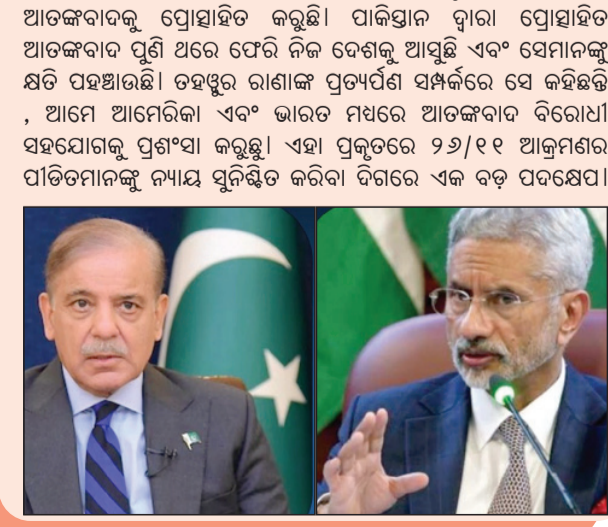 ଆତଙ୍କବାଦକୁ ପ୍ରୋତ୍ସାହିତ କରୁଛି। ପାକିସ୍ତାନ ଦ୍ୱାରା ପ୍ରୋତ୍ସାହିତ
ଆତଙ୍କବାଦ ପୁଣି ଥରେ ଫେରି ନିଜ ଦେଶକୁ ଆସୁଛି ଏବଂ ସେମାନଙ୍କୁ
କ୍ଷତି ପହଞ୍ଚାଉଛି। ତହୱୁର ରାଣାଙ୍କ ପ୍ରତ୍ୟର୍ପଣ ସମ୍ପର୍କରେ ସେ କହିଛନ୍ତି
, ଆମେ ଆମେରିକା ଏବଂ ଭାରତ ମଧ୍ୟରେ ଆତଙ୍କବାଦ ବିରୋଧୀ
ସହଯୋଗକୁ ପ୍ରଶଂସା କରୁଛୁ। ଏହା ପ୍ରକୃତରେ ୨୬/୧୧ ଆକ୍ରମଣର
ପୀଡିତମାନଙ୍କୁ ନ୍ୟାୟ ସୁନିଶ୍ଚିତ କରିବା ଦିଗରେ ଏକ ବଡ଼ ପଦକ୍ଷେପ।